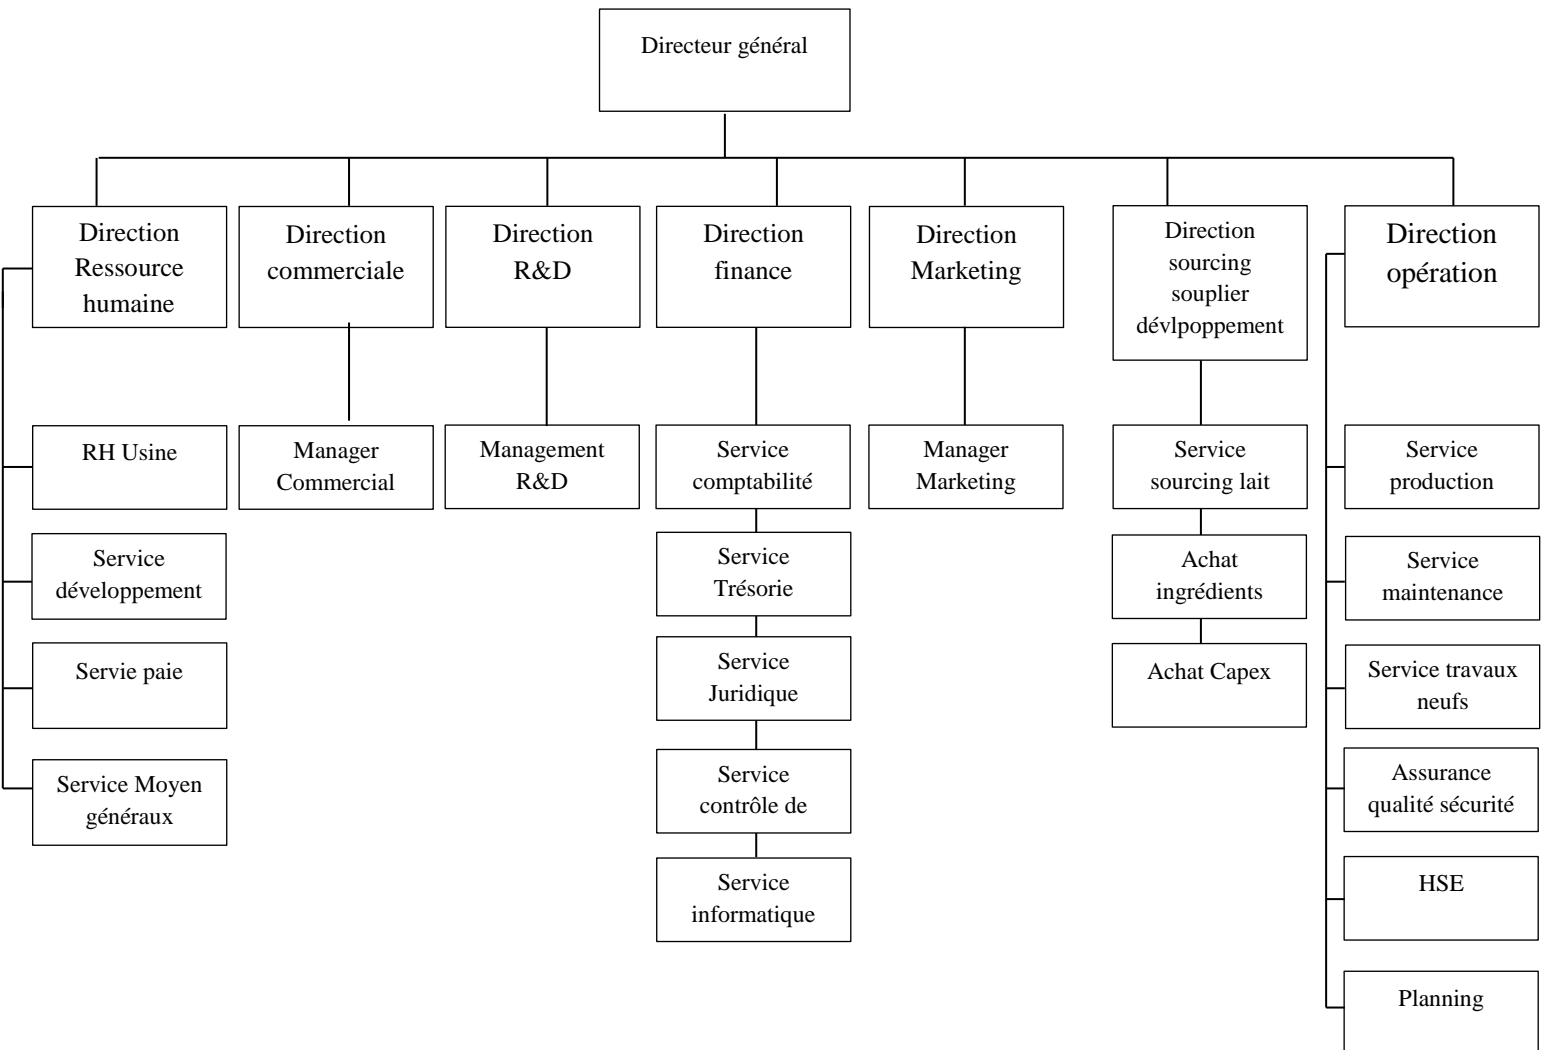 Directeur général
Direction
Ressource
humaine
Direction
commerciale
Direction
R&D
Direction
finance
Direction
Marketing
Direction
sourcing
souplier
dévlpoppement
Direction
opération
RH Usine
Manager
Commercial
Management
R&D
Service
comptabilité
Manager
Marketing
Service
sourcing lait
Service
production
Service
développement
Service
Trésorie
Achat
ingrédients
Service
maintenance
Servie paie
Service
Juridique
Achat Capex
Service travaux
neufs
Service Moyen
généraux
Service
contrôle de
Assurance
qualité sécurité
Service
informatique
HSE
Planning